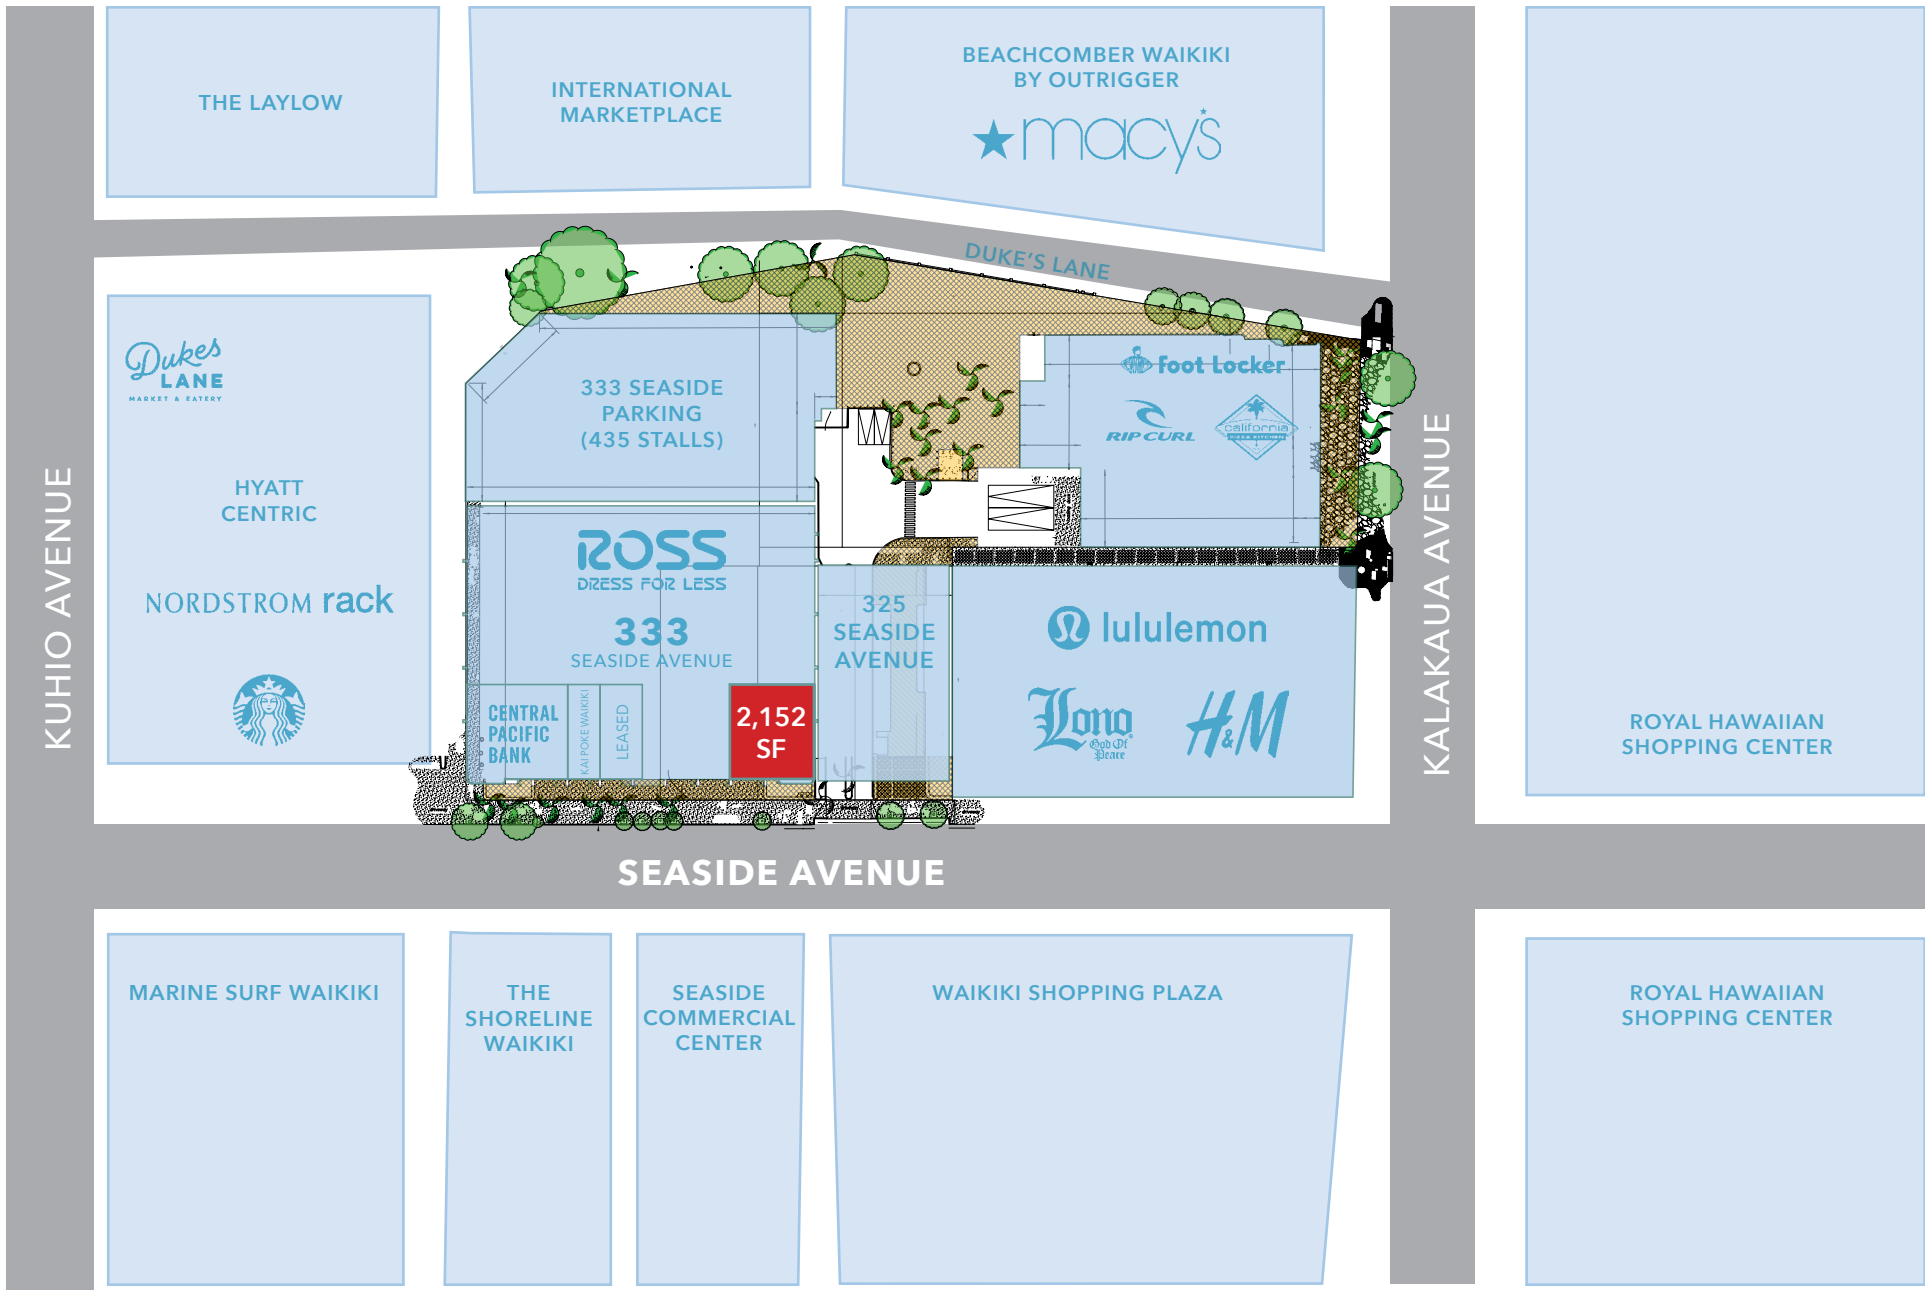 THE LAYLOW
INTERNATIONAL
MARKETPLACE
BEACHCOMBER WAIKIKI
BY OUTRIGGER
macy's
DUKE'S LANE
Dukes
LANE
MARKET & EATERY
HYATT
CENTRIC
NORDSTROM rack
KUHIO AVENUE
333 SEASIDE
PARKING
(435 STALLS)
foot Locker
RIP CURL
california
ROSS
DRESS FOR LESS
333
SEASIDE AVENUE
CENTRAL
PACIFIC
BANK
KAI POKE WAIKIKI
LEASED
2,152
SF
325
SEASIDE
AVENUE
lululemon
Lono
God Of
Peace
H&M
KALAKAUA AVENUE
ROYAL HAWAIIAN
SHOPPING CENTER
SEASIDE AVENUE
MARINE SURF WAIKIKI
THE
SHORELINE
WAIKIKI
SEASIDE
COMMERCIAL
CENTER
WAIKIKI SHOPPING PLAZA
ROYAL HAWAIIAN
SHOPPING CENTER